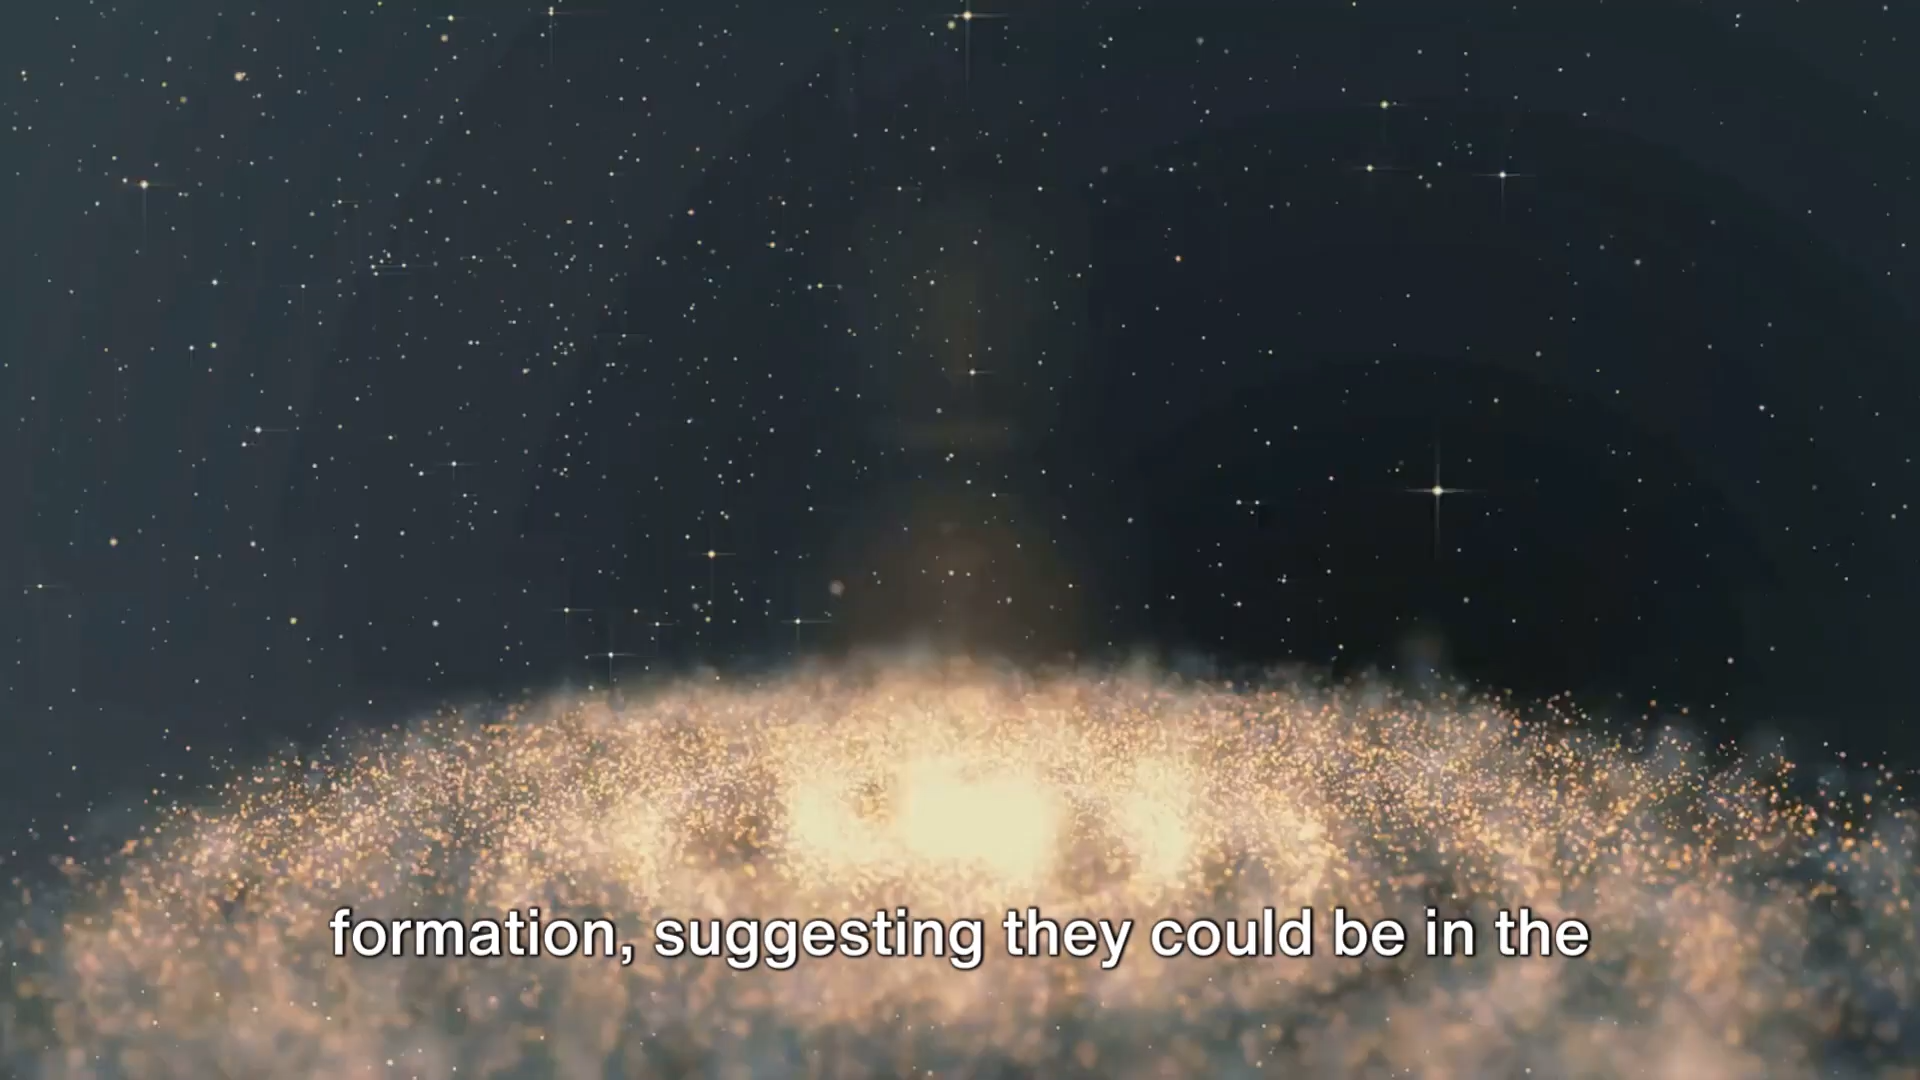 formation, suggesting they could be in the